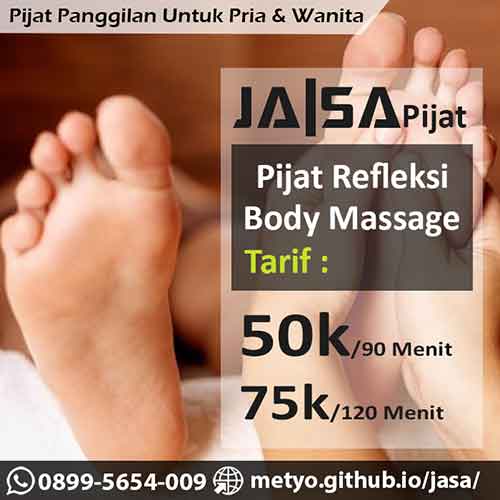 Pijat Panggilan Untuk Pria & Wanita
JA|SA Pijat
Pijat Refleksi
Body Massage
Tarif :
50k/90 Menit
75k/120 Menit
0899-5654-009 metyo.github.io/jasa/